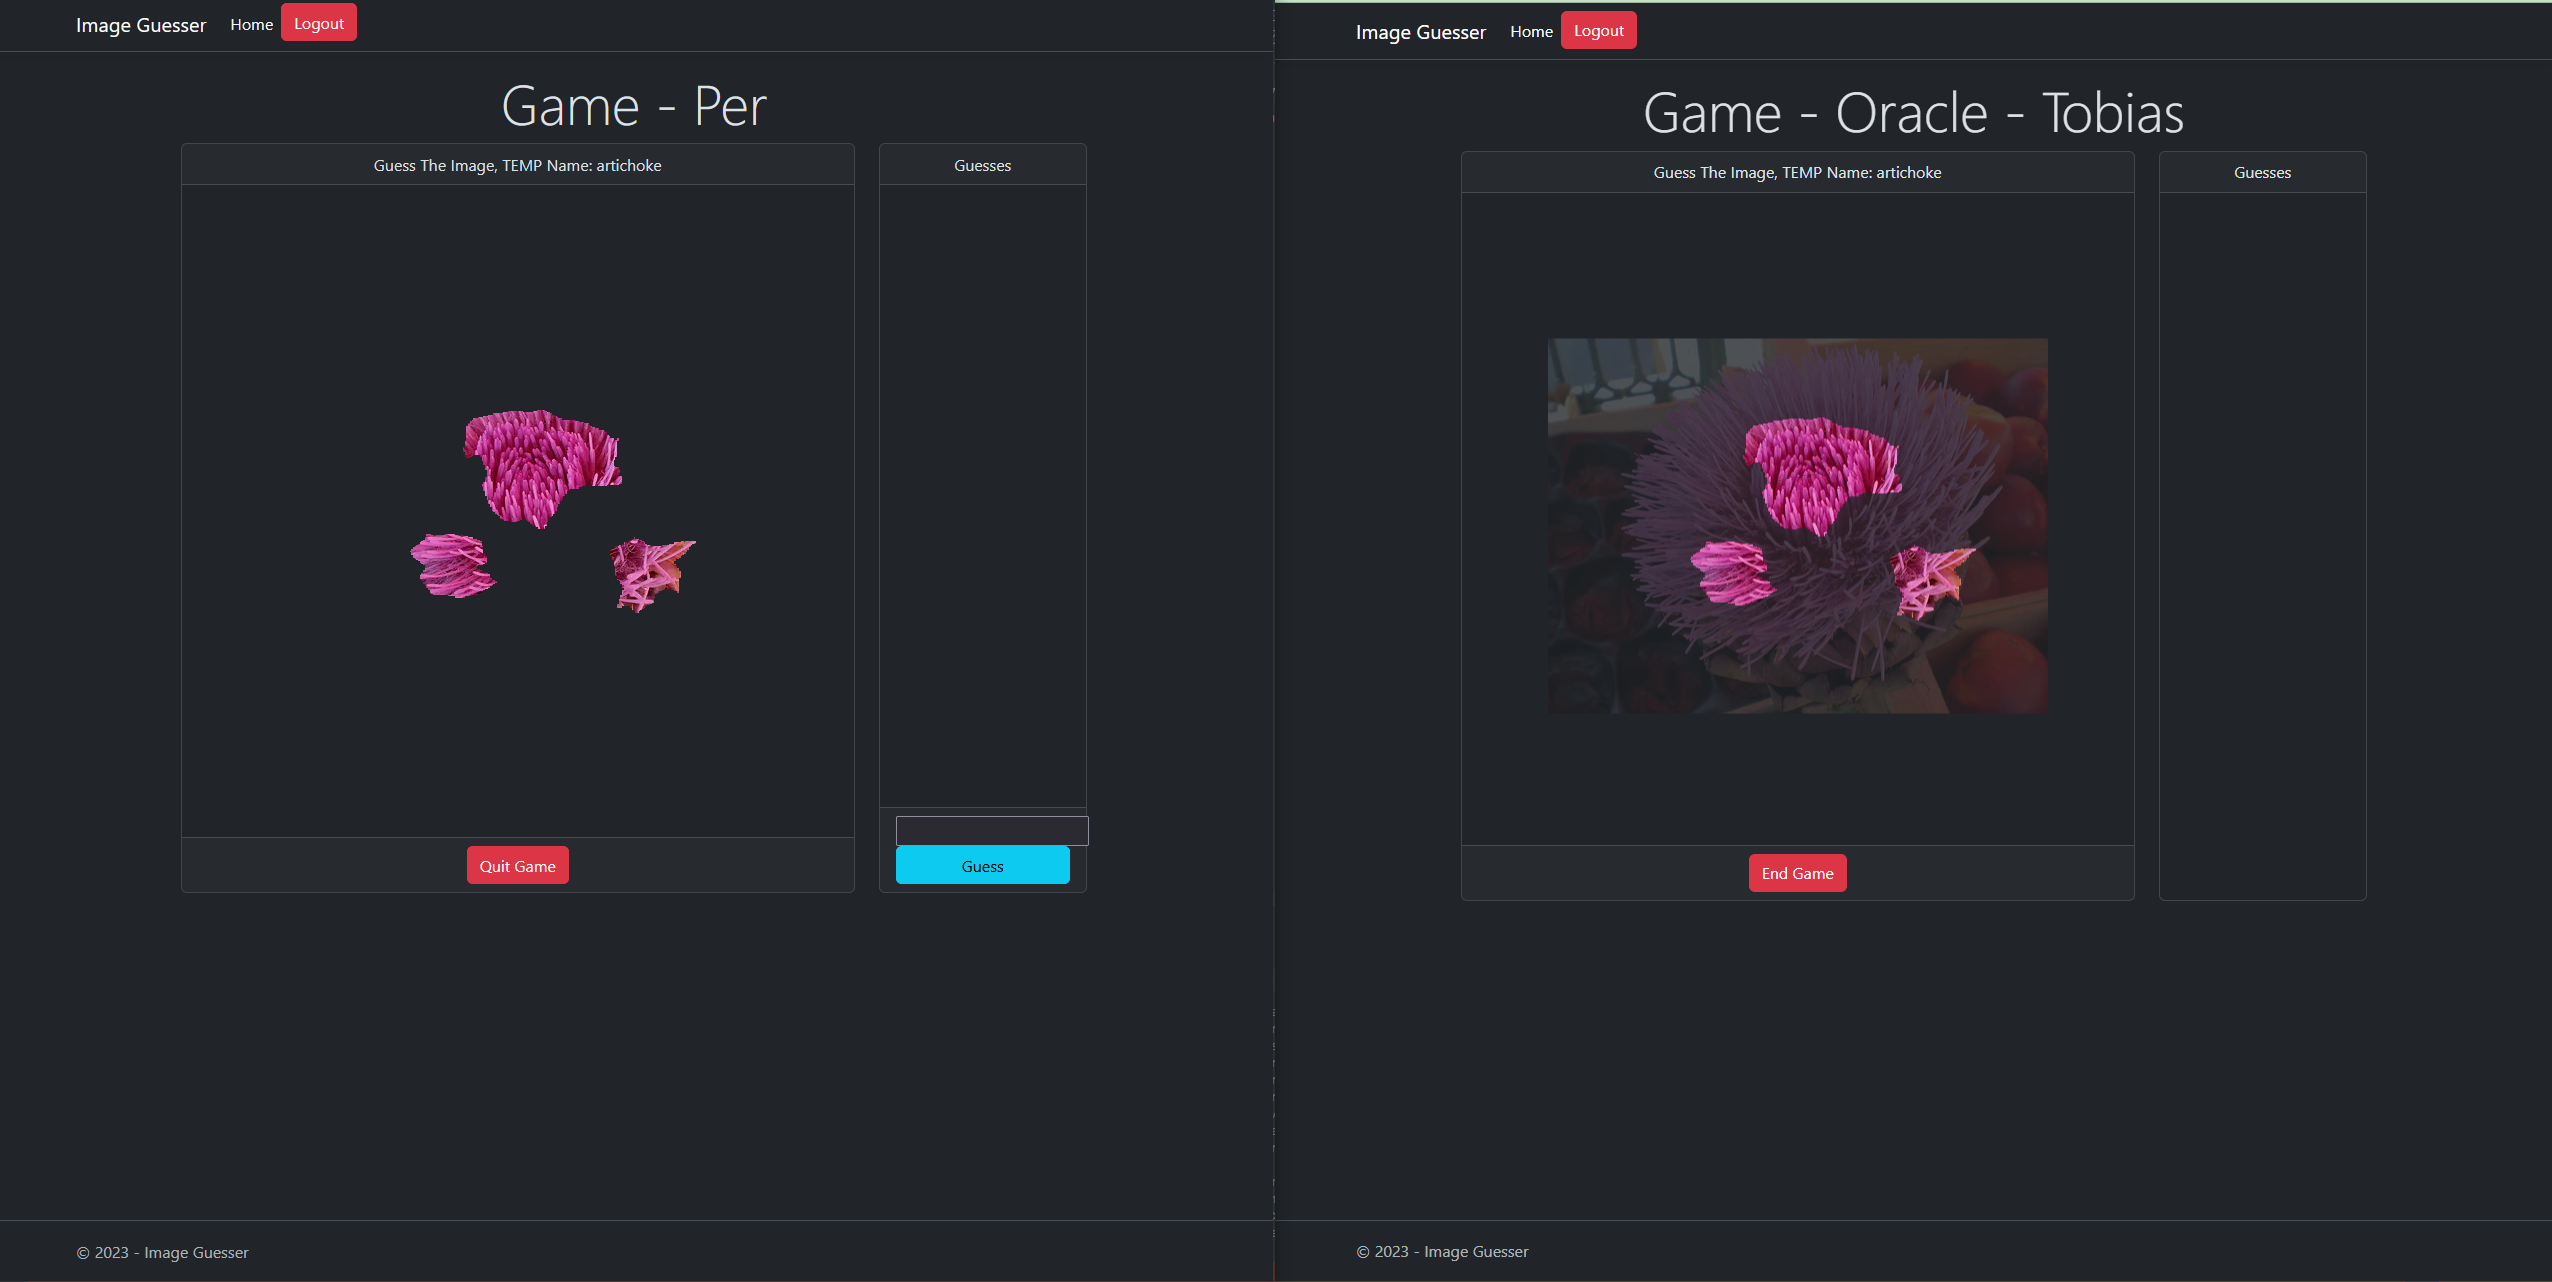 Image Guesser Home Logout
Game - Per
Guess The Image, TEMP Name: artichoke
Guesses
Quit Game
Guess
© 2023 - Image Guesser
Image Guesser Home Logout
Game - Oracle - Tobias
Guess The Image, TEMP Name: artichoke
Guesses
End Game
© 2023 - Image Guesser